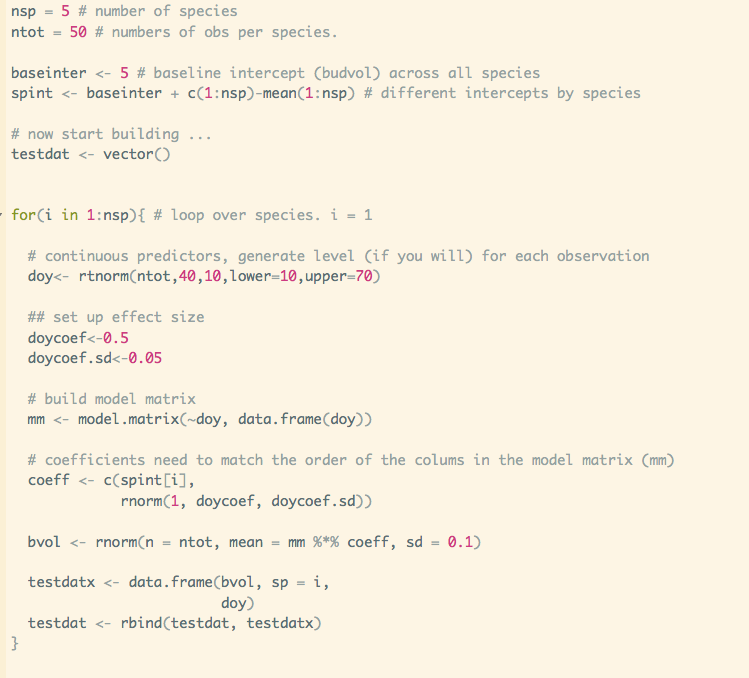 nsp = 5 # number of species
ntot = 50 # numbers of obs per species.
baseinter <- 5 # baseline intercept (budvol) across all species
spint <- baseinter + c(1:nsp)-mean(1:nsp) # different intercepts by species
# now start building ...
testdat <- vector()
for(i in 1:nsp){ # loop over species. i = 1
# continuous predictors, generate level (if you will) for each observation
doy<- rtnorm(ntot,40,10,lower=10,upper=70)
## set up effect size
doycoef<-0.5
doycoef.sd<-0.05
# build model matrix
mm <- model.matrix(~doy, data.frame(doy))
# coefficients need to match the order of the colums in the model matrix (mm)
coeff <- c(spint[i],
rnorm(1, doycoef, doycoef.sd))
bvol <- rnorm(n = ntot, mean = mm %*% coeff, sd = 0.1)
testdatx <- data.frame(bvol, sp = i,
doy)
testdat <- rbind(testdat, testdatx)
}